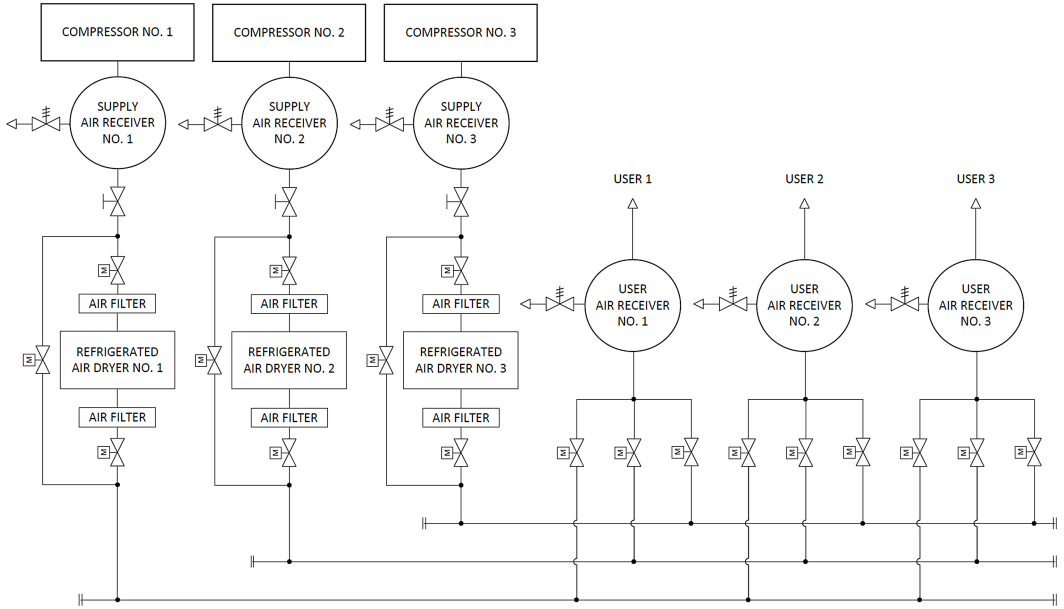 COMPRESSOR NO. 1
COMPRESSOR NO. 2
COMPRESSOR NO. 3
SUPPLY
AIR RECEIVER
NO. 1
SUPPLY
AIR RECEIVER
NO. 2
SUPPLY
AIR RECEIVER
NO. 3
USER 1
USER 2
USER 3
M
M
M
AIR FILTER
AIR FILTER
AIR FILTER
USER
AIR RECEIVER
NO. 1
USER
AIR RECEIVER
NO. 2
USER
AIR RECEIVER
NO. 3
M
REFRIGERATED
AIR DRYER NO. 1
M
REFRIGERATED
AIR DRYER NO. 2
M
REFRIGERATED
AIR DRYER NO. 3
AIR FILTER
AIR FILTER
AIR FILTER
M
M
M
M
M
M
M
M
M
M
M
M